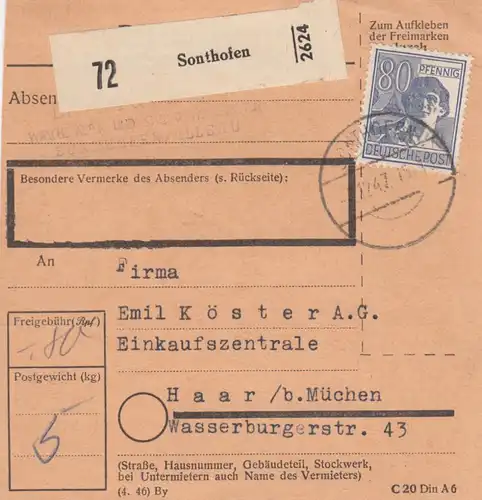 72
Sonthofen
2624
Zum Aufkleben
der Freimarken
80 PFENNIG
DEUTSCHE POST
Absen
Besondere Vermerke des Absenders (s. Rückseite):
An
Firma
Emil Köster A.G.
Einkaufszentrale
Haar /b.Müchen
Wasserburgerstr. 43
Freigebühr (Rpf.)
-.80
Postgewicht (kg)
5
(Straße, Hausnummer, Gebäudeteil, Stockwerk,
bei Untermietern auch Name des Vermieters)
(4. 46) By
C 20 Din A 6